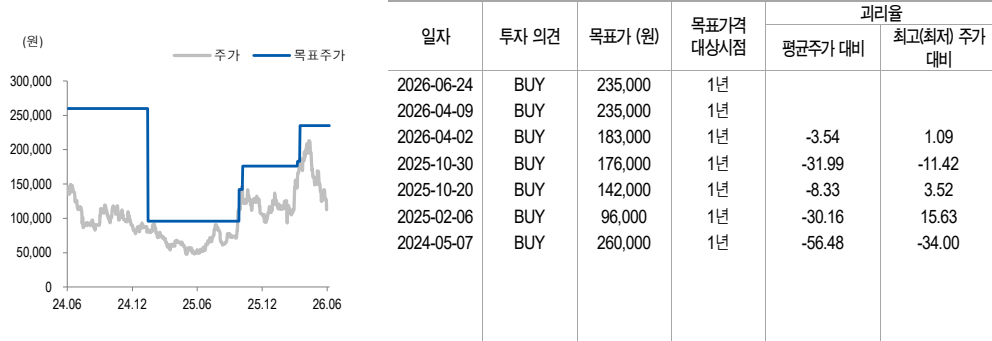 (원)
주가 목표주가
300,000
250,000
200,000
150,000
100,000
50,000
0
24.06 24.12 25.06 25.12 26.06
일자 투자 의견 목표가 (원) 목표가격 대상시점 괴리율
평균주가 대비 최고(최저) 주가 대비
2026-06-24 BUY 235,000 1년
2026-04-09 BUY 235,000 1년
2026-04-02 BUY 183,000 1년 -3.54 1.09
2025-10-30 BUY 176,000 1년 -31.99 -11.42
2025-10-20 BUY 142,000 1년 -8.33 3.52
2025-02-06 BUY 96,000 1년 -30.16 15.63
2024-05-07 BUY 260,000 1년 -56.48 -34.00